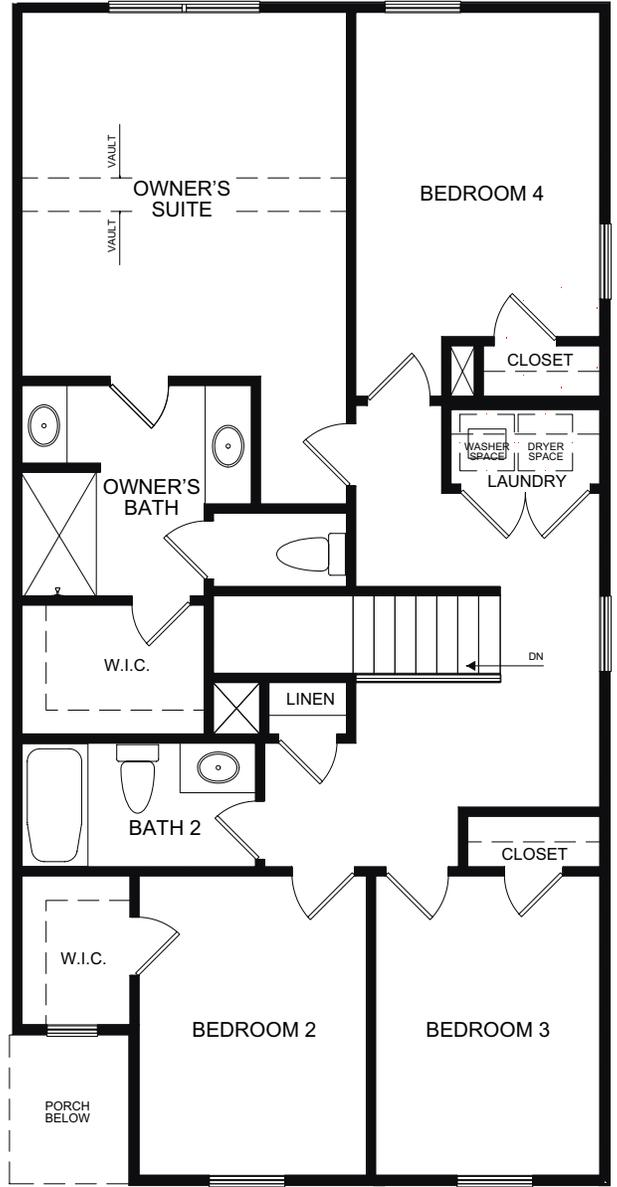 VAULT
OWNER'S
SUITE
VAULT
BEDROOM 4
CLOSET
WASHER
SPACE
DRYER
SPACE
LAUNDRY
OWNER'S
BATH
W.I.C.
DN
LINEN
BATH 2
CLOSET
W.I.C.
BEDROOM 2
BEDROOM 3
PORCH
BELOW